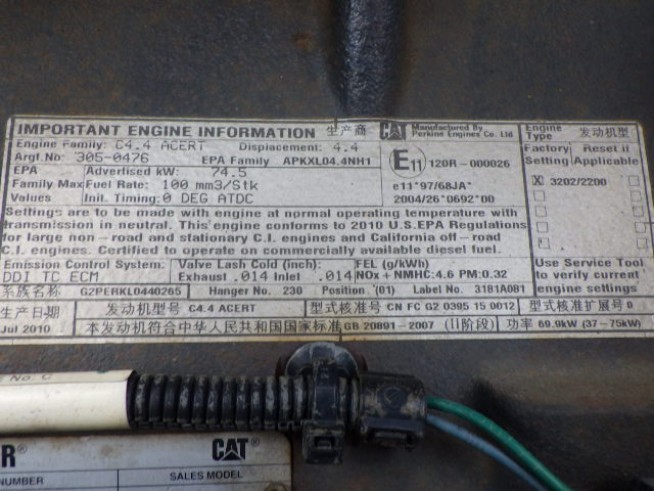 IMPORTANT ENGINE INFORMATION 生产商 CAT Manufactured By Perkins Engines Co. Ltd
Engine Type 发动机型
Engine Family: C4.4 ACERT Displacement: 4.4
Argt.No: 305-0476 EPA Family APKXL04.4NH1
E11 120R-000026
Factory Setting Reset if Applicable
EPA Advertised kW: 74.5
Family Max Fuel Rate: 100 mm3/Stk
Values Init. Timing: 0 DEG ATDC
e11*97/68JA*
2004/26*0692*00
X 3202/2200
Settings are to be made with engine at normal operating temperature with
transmission in neutral. This engine conforms to 2010 U.S.EPA Regulations
for large non-road and stationary C.I. engines and California off-road
C.I. engines. Certified to operate on commercially available diesel fuel.
Emission Control System: Valve Lash Cold (inch): FEL (g/kWh)
DDI TC ECM Exhaust .014 Inlet .014 NOx + NMHC:4.6 PM:0.32
Use Service Tool
to verify current
engine settings
系族名称 G2PERKL0440265 Hanger No. 230 Position (01) Label No. 3181A081
生产日期 发动机型号 C4.4 ACERT 型式核准号 CN FC G2 0305 15 0012 型式核准扩展号 0
Jul 2010 本发动机符合中华人民共和国国家标准 GB 20891-2007 (II阶段) 功率 69.9kW (37-75kW)
R CAT
NUMBER SALES MODEL